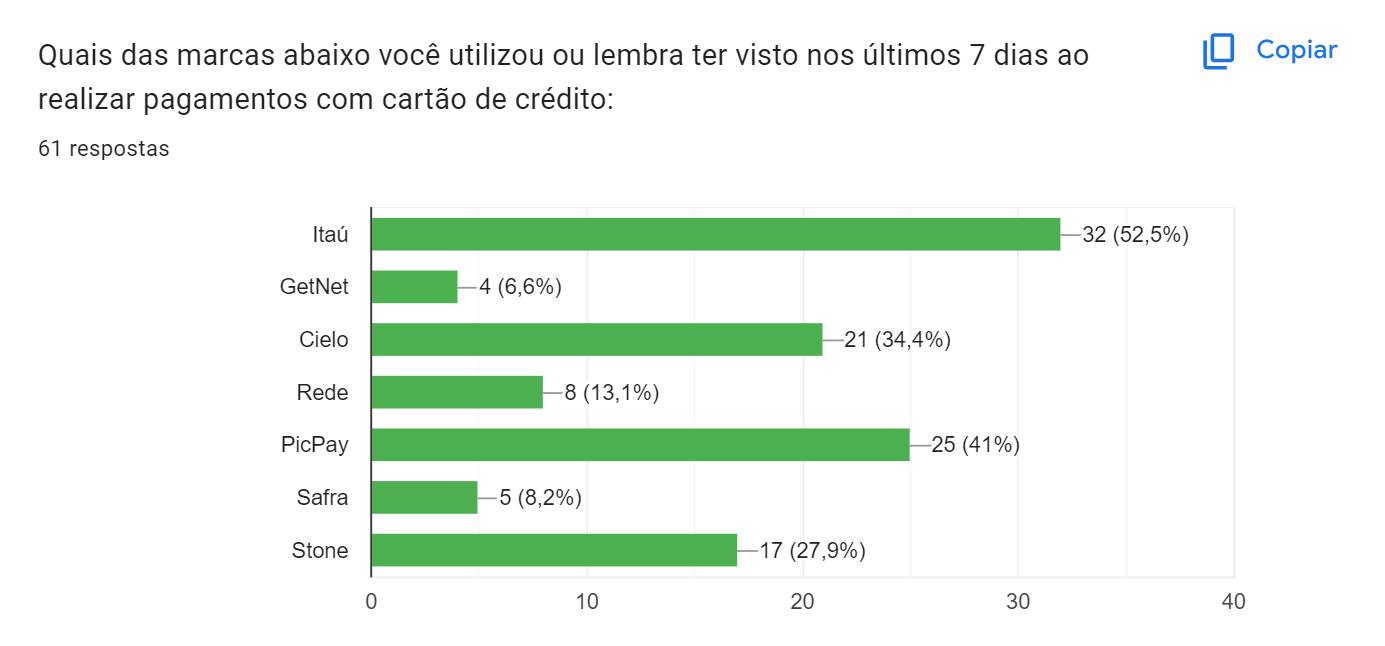 Quais das marcas abaixo você utilizou ou lembra ter visto nos últimos 7 dias ao
realizar pagamentos com cartão de crédito:
Copiar
61 respostas
Itaú 32 (52,5%)
GetNet 4 (6,6%)
Cielo 21 (34,4%)
Rede 8 (13,1%)
PicPay 25 (41%)
Safra 5 (8,2%)
Stone 17 (27,9%)
0 10 20 30 40